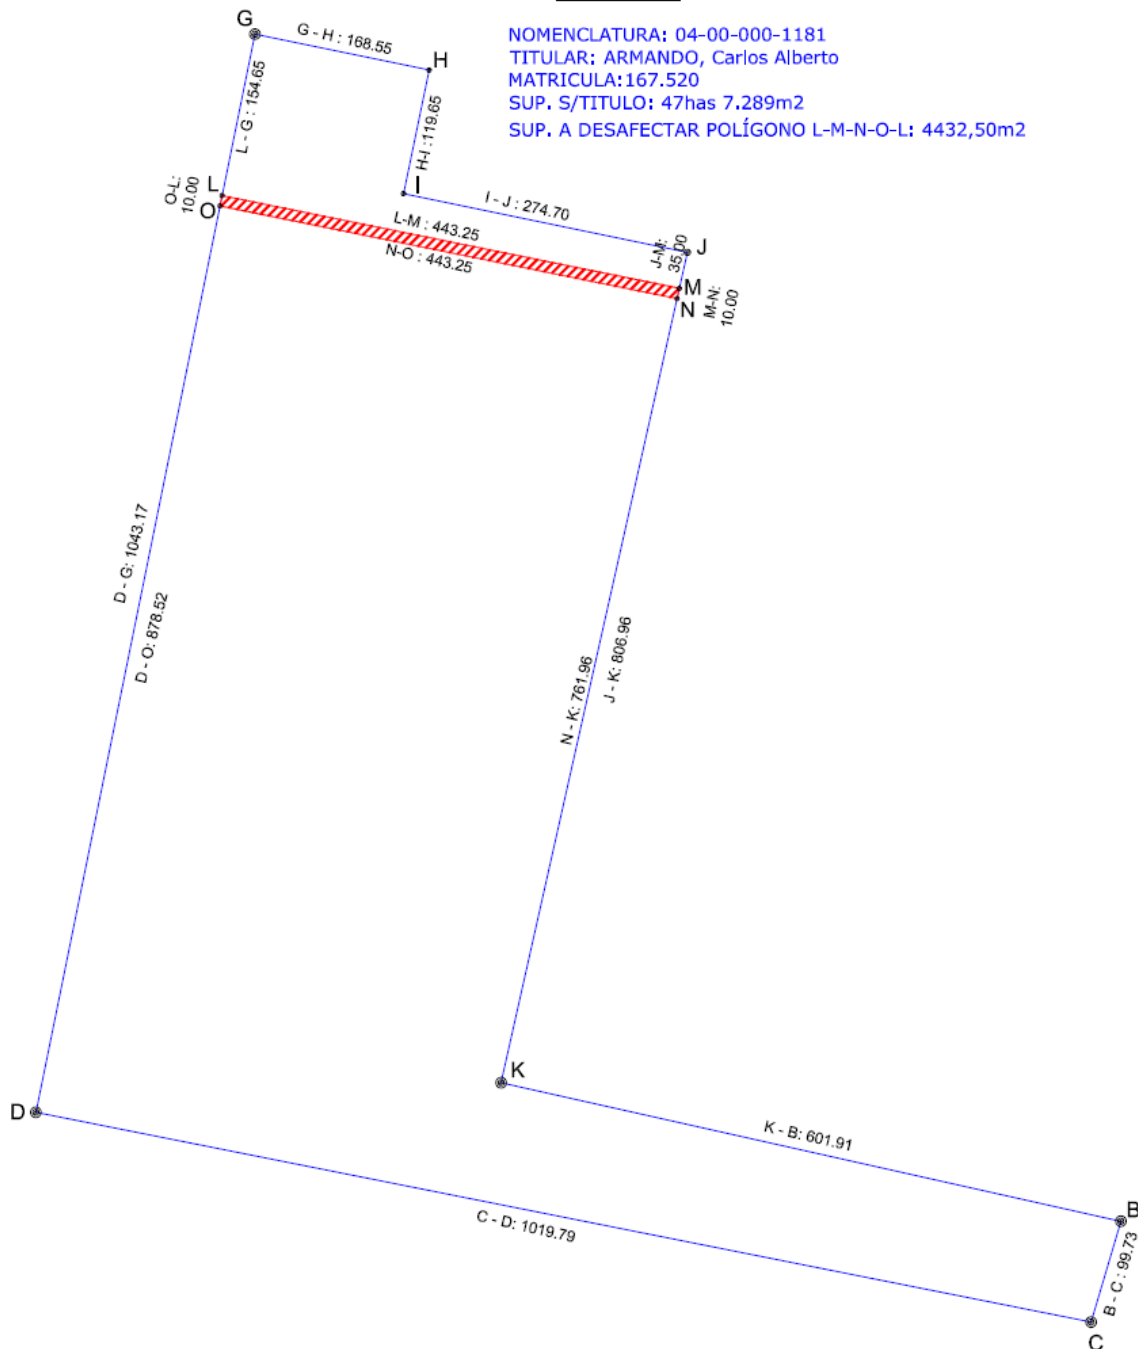 NOMENCLATURA: 04-00-000-1181
TITULAR: ARMANDO, Carlos Alberto
MATRICULA:167.520
SUP. S/TITULO: 47has 7.289m2
SUP. A DESAFECTAR POLÍGONO L-M-N-O-L: 4432,50m2
G
G - H : 168.55
H
L - G : 154.65
H-I :119.65
L
O-L:
10.00
O
I
I - J : 274.70
L-M : 443.25
N-O : 443.25
J-M:
35.00
J
M
N
M-N:
10.00
D - G: 1043.17
D - O: 878.52
N - K: 761.96
J - K: 806.96
K
D
K - B: 601.91
C - D: 1019.79
B
B - C : 99.73
C